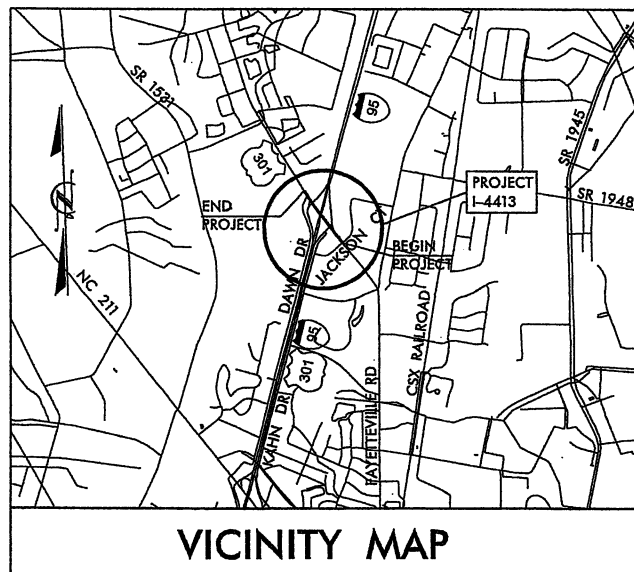 SR 1531
95
SR 1945
301
PROJECT
I-4413
SR 1948
END
PROJECT
JACKSON
BEGIN
PROJECT
DAWN DR
NC 211
95
301
CSX RAILROAD
KAHN DR
FAYETTEVILLE RD
VICINITY MAP